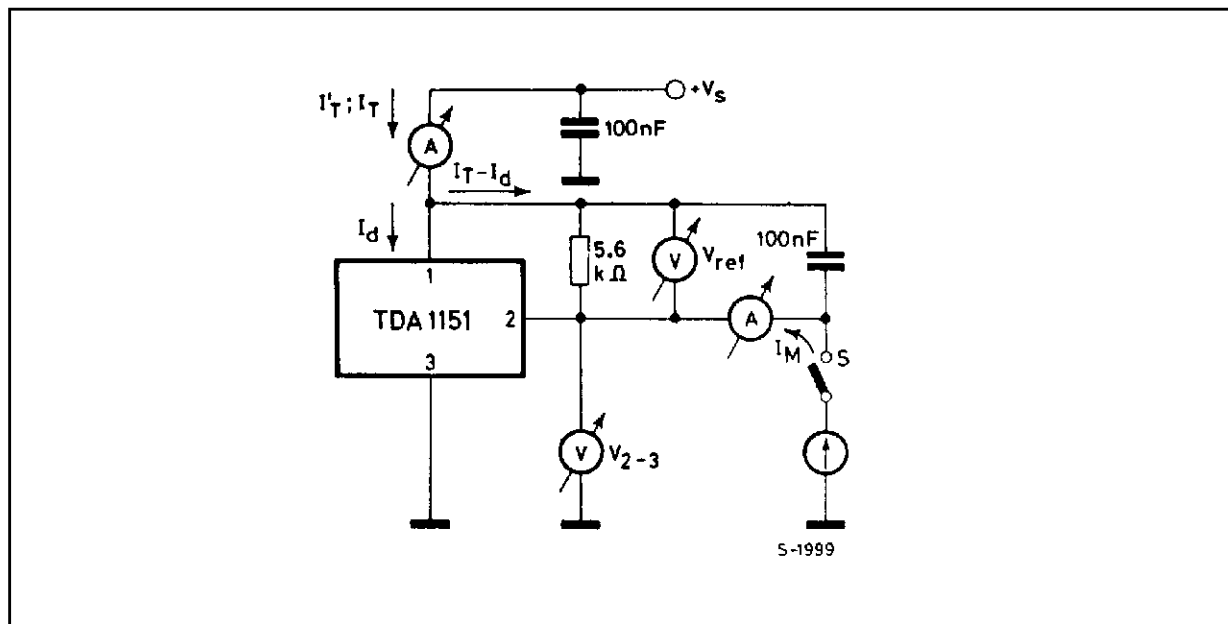 +Vs
I'T ; IT
100nF
A
IT-Id
Id
5.6
kΩ
V
Vref
100nF
1
TDA 1151
2
3
A
IM
S
V
V2-3
S-1999